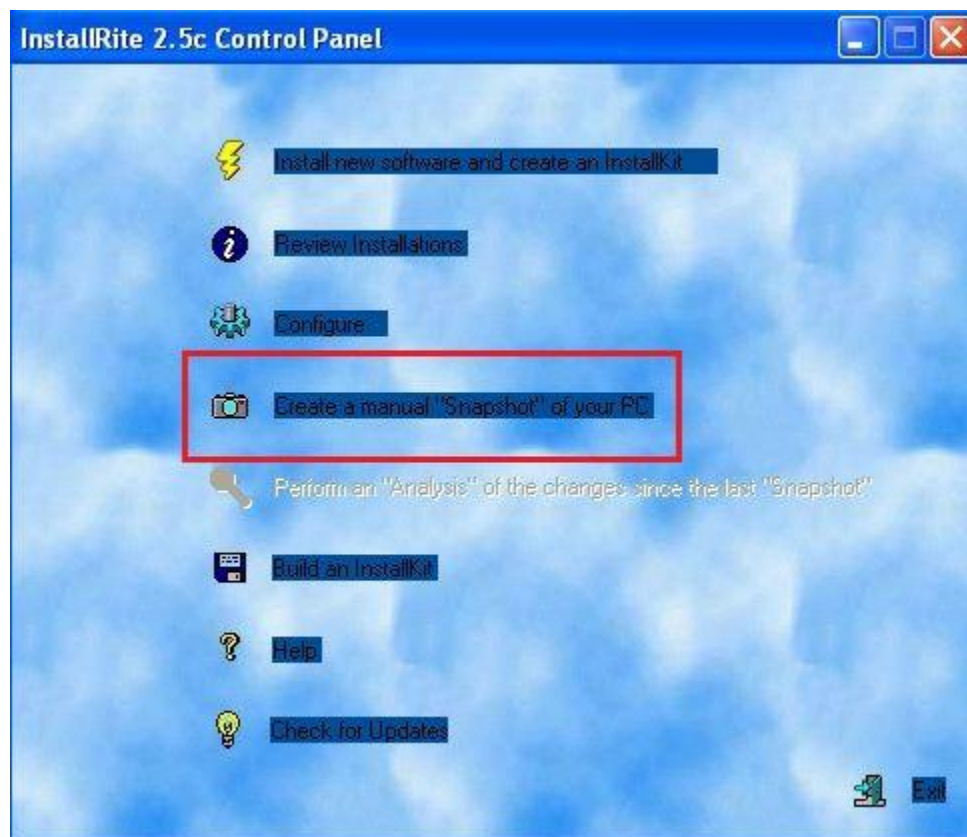 InstallRite 2.5c Control Panel
Install new software and create an InstallKit
Review Installations
Configure
Create a manual "Snapshot" of your PC
Perform an "Analysis" of the changes since the last "Snapshot"
Build an InstallKit
Help
Check for Updates
Exit